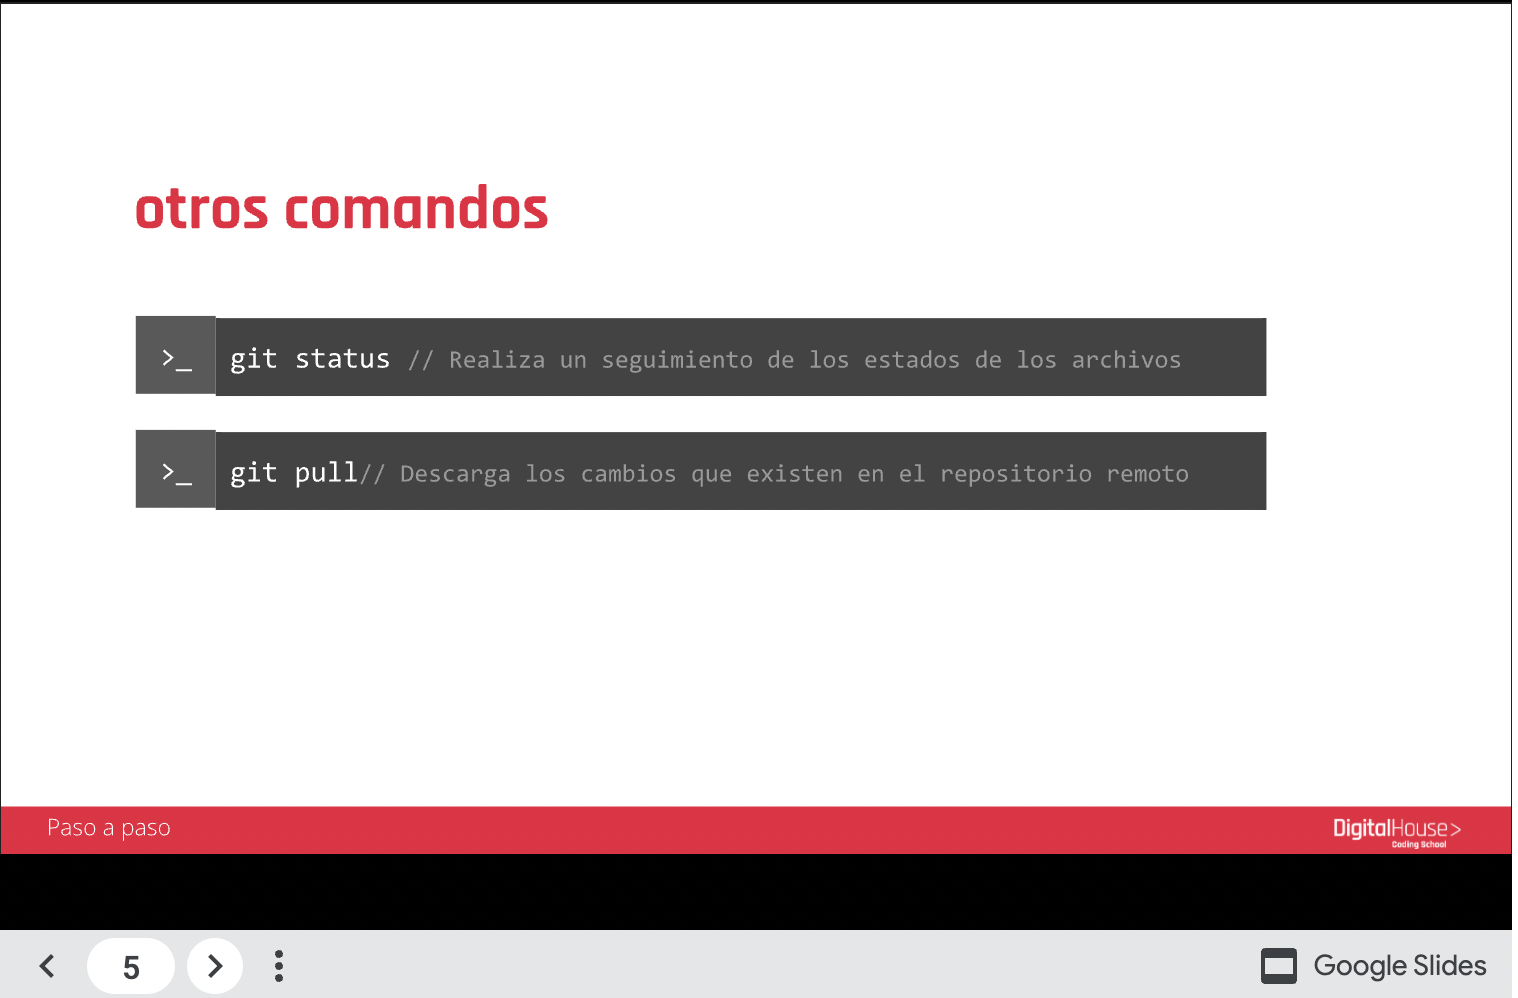 otros comandos
>_ git status // Realiza un seguimiento de los estados de los archivos
>_ git pull// Descarga los cambios que existen en el repositorio remoto
Paso a paso
DigitalHouse>
Coding School
5
Google Slides